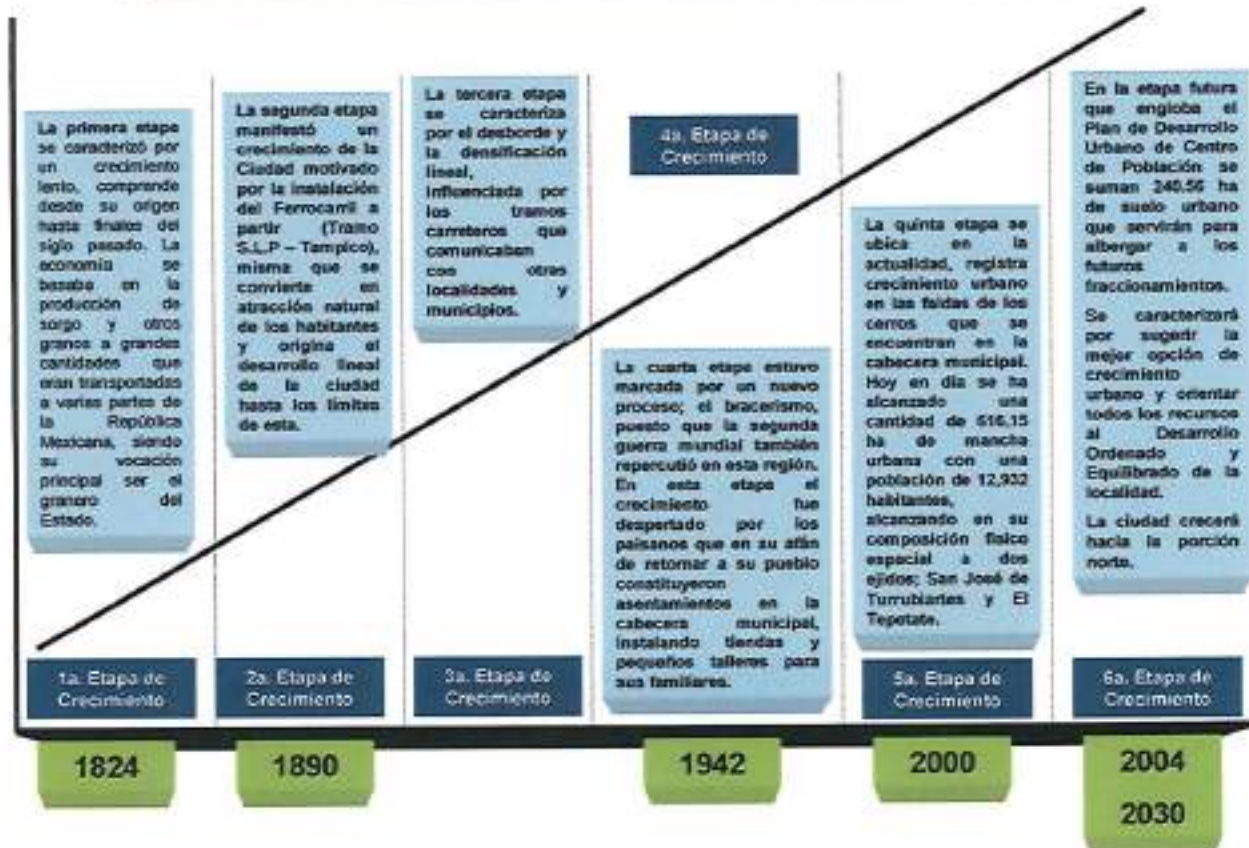 La primera etapa
se caracterizó por
un crecimiento
lento, comprende
desde su origen
hasta finales del
siglo pasado. La
economía se
basaba en la
producción de
sorgo y otros
granos a grandes
cantidades que
eran transportadas
a varias partes de
la República
Mexicana, siendo
su vocación
principal ser el
granero del
Estado.
1a. Etapa de
Crecimiento
1824
La segunda etapa
manifestó un
crecimiento de la
Ciudad motivado
por la instalación
del Ferrocarril a
partir (Tramo
S.L.P – Tampico),
misma que se
convierte en
atracción natural
de los habitantes
y origina el
desarrollo lineal
de la ciudad
hasta los límites
de esta.
2a. Etapa de
Crecimiento
1890
La tercera etapa
se caracteriza
por el desborde y
la densificación
lineal,
influenciada por
los tramos
carreteros que
comunicaban
con otras
localidades y
municipios.
3a. Etapa de
Crecimiento
4a. Etapa de
Crecimiento
La cuarta etapa estuvo
marcada por un nuevo
proceso; el bracerismo,
puesto que la segunda
guerra mundial también
repercutió en esta región.
En esta etapa el
crecimiento fue
despertado por los
paisanos que en su afán
de retornar a su pueblo
constituyeron
asentamientos en la
cabecera municipal,
instalando tiendas y
pequeños talleres para
sus familiares.
1942
La quinta etapa se
ubica en la
actualidad, registra
crecimiento urbano
en las faldas de los
cerros que se
encuentran en la
cabecera municipal.
Hoy en día se ha
alcanzado una
cantidad de 516.15
ha de mancha
urbana con una
población de 12,932
habitantes,
alcanzando en su
composición físico
espacial a dos
ejidos; San José de
Turrubiartes y El
Tepetate.
5a. Etapa de
Crecimiento
2000
En la etapa futura
que engloba el
Plan de Desarrollo
Urbano de Centro
de Población se
suman 240.56 ha
de suelo urbano
que servirán para
albergar a los
futuros
fraccionamientos.
Se caracterizará
por sugerir la
mejor opción de
crecimiento
urbano y orientar
todos los recursos
al Desarrollo
Ordenado y
Equilibrado de la
localidad.
La ciudad crecerá
hacia la porción
norte.
6a. Etapa de
Crecimiento
2004
2030